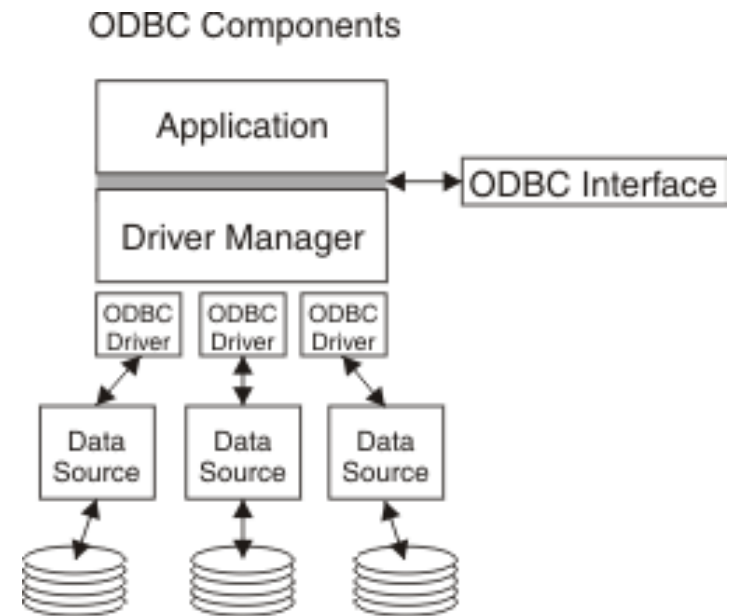 ODBC Components
Application
ODBC Interface
Driver Manager
ODBC
Driver
ODBC
Driver
ODBC
Driver
Data
Source
Data
Source
Data
Source